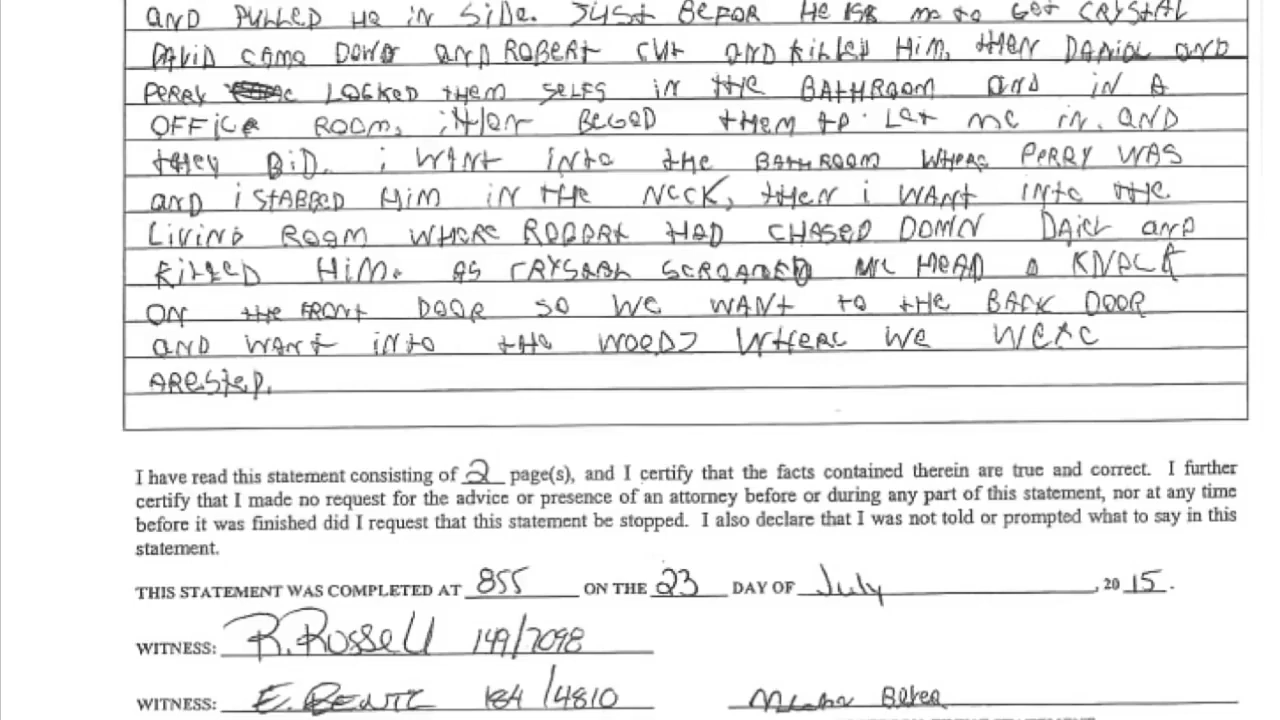 AND PULLED HE IN SIDE. JUST BEFOR HE me to Get CRYSTAL
DAVID CAME DOWN AND ROBERT CUT AND KILLED HIM, then DANIOL AND
PERRY LOCKED THEM SELFS IN THE BATHROOM AND IN A
OFFICE ROOM, i then BEGGD THEM TO LET ME IN. AND
they DID. i WANT INTO the BATHROOM WHERE PERRY WAS
AND i STABBED HIM IN THE NECK, THEN i WANT INTO THE
LIVING ROOM WHERE ROBERT HAD CHASED DOWN AND
KILLED HIM. AS CRYSTAL SCREAMED HEAD A KNACK
ON the FRONT DOOR SO WE WANT TO THE BACK DOOR
AND WANT INTO THE WOODS WHERE WE WERE
ARESTED.
I have read this statement consisting of 2 page(s), and I certify that the facts contained therein are true and correct. I further
certify that I made no request for the advice or presence of an attorney before or during any part of this statement, nor at any time
before it was finished did I request that this statement be stopped. I also declare that I was not told or prompted what to say in this
statement.
THIS STATEMENT WAS COMPLETED AT 855 ON THE 23 DAY OF July, 20 15.
WITNESS: R. Russell 149/7098
WITNESS: E. 184/4810